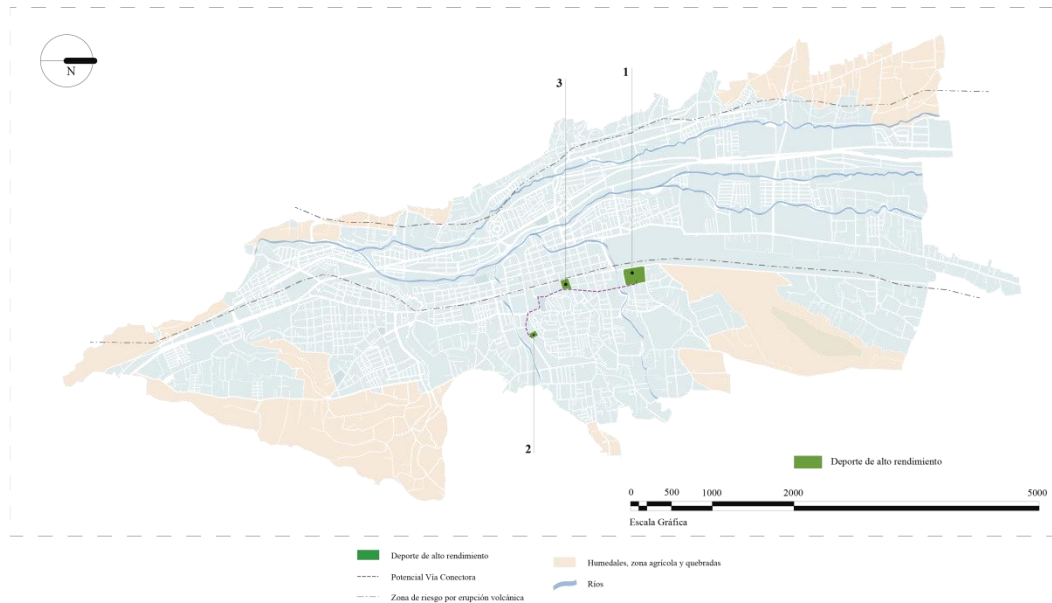 N
3
1
2
Deporte de alto rendimiento
0 500 1000 2000 5000
Escala Gráfica
Deporte de alto rendimiento
Potencial Vía Conectora
Zona de riesgo por erupción volcánica
Humedales, zona agrícola y quebradas
Ríos